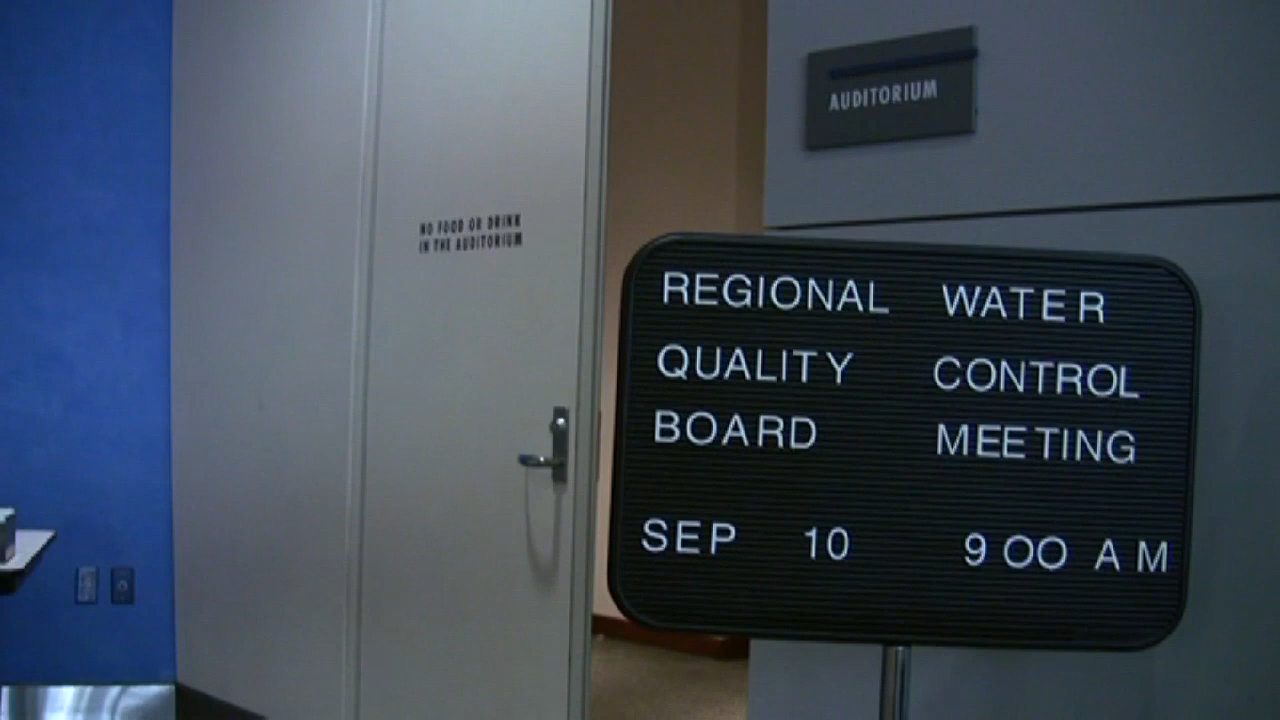 AUDITORIUM
NO FOOD OR DRINK
IN THE AUDITORIUM
REGIONAL WATER
QUALITY CONTROL
BOARD MEETING
SEP 10 9 00 AM